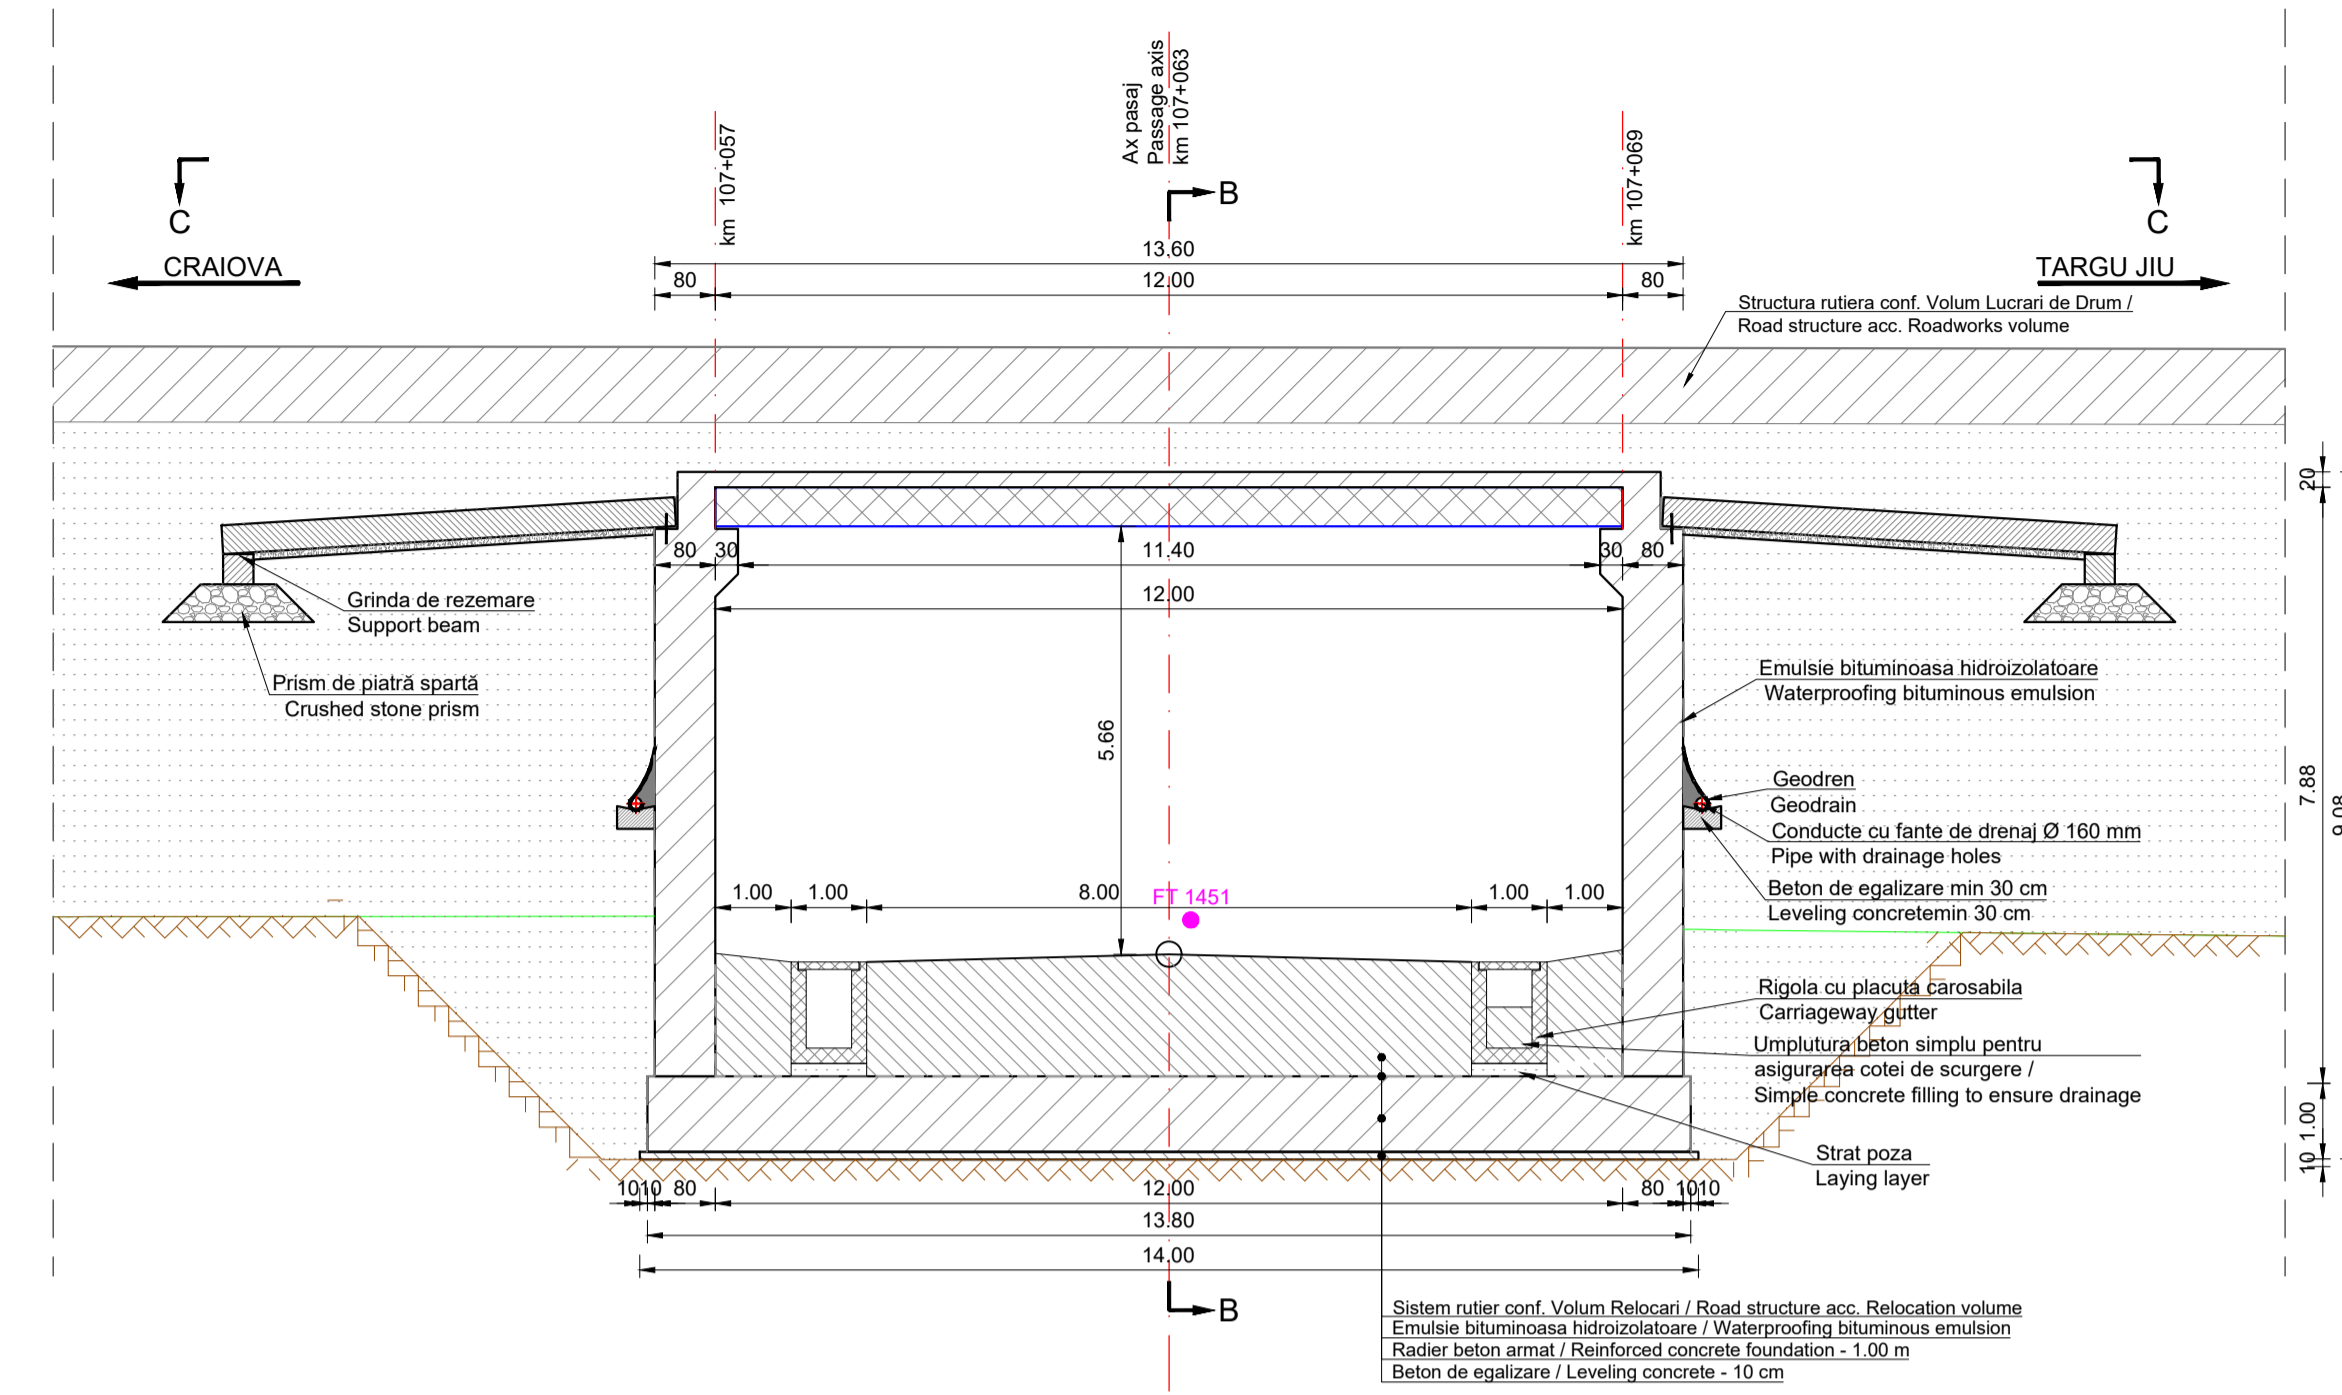 Ax pasaj
Passage axis
km 107+063
km 107+057
km 107+069
C
B
C
CRAIOVA
TARGU JIU
13.60
80
12.00
80
Structura rutiera conf. Volum Lucrari de Drum /
Road structure acc. Roadworks volume
20
80
30
11.40
30
80
12.00
Grinda de rezemare
Support beam
Prism de piatră spartă
Crushed stone prism
5.66
Emulsie bituminoasa hidroizolatoare
Waterproofing bituminous emulsion
Geodren
Geodrain
Conducte cu fante de drenaj Ø 160 mm
Pipe with drainage holes
Beton de egalizare min 30 cm
Leveling concretemin 30 cm
7.88
9.08
1.00
1.00
8.00
FT 1451
1.00
1.00
Rigola cu placuta carosabila
Carriageway gutter
Umplutura beton simplu pentru
asigurarea cotei de scurgere /
Simple concrete filling to ensure drainage
Strat poza
Laying layer
1.00
10
10
10
80
12.00
80
10
10
13.80
14.00
B
Sistem rutier conf. Volum Relocari / Road structure acc. Relocation volume
Emulsie bituminoasa hidroizolatoare / Waterproofing bituminous emulsion
Radier beton armat / Reinforced concrete foundation - 1.00 m
Beton de egalizare / Leveling concrete - 10 cm